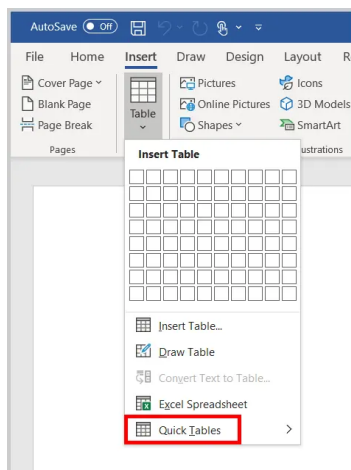 AutoSave Off
File Home Insert Draw Design Layout R
Cover Page
Blank Page
Page Break
Pages
Table
Pictures
Online Pictures
Shapes
Icons
3D Models
SmartArt
ustrations
Insert Table
Insert Table...
Draw Table
Convert Text to Table...
Excel Spreadsheet
Quick Tables